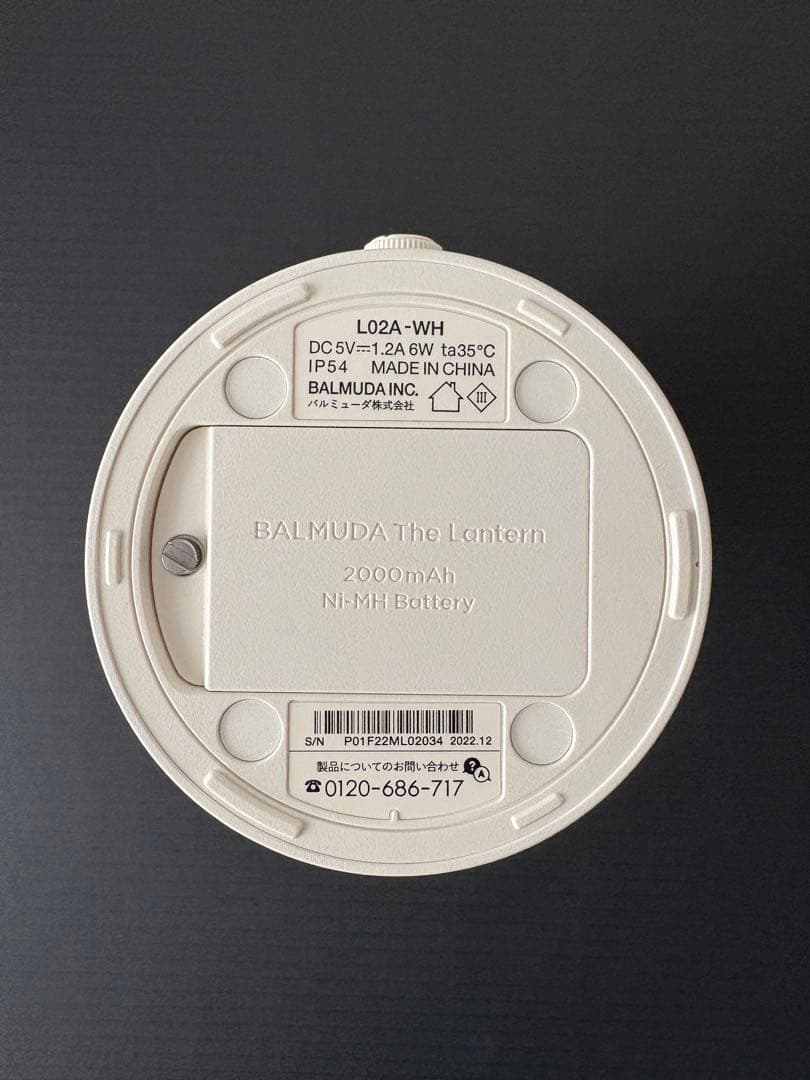 L02A-WH
DC 5V⎓1.2A 6W ta35℃
IP54 MADE IN CHINA
BALMUDA INC.
バルミューダ株式会社
III
BALMUDA The Lantern
2000mAh
Ni-MH Battery
S/N P01F22ML02034 2022.12
製品についてのお問い合わせ ? A
☎0120-686-717